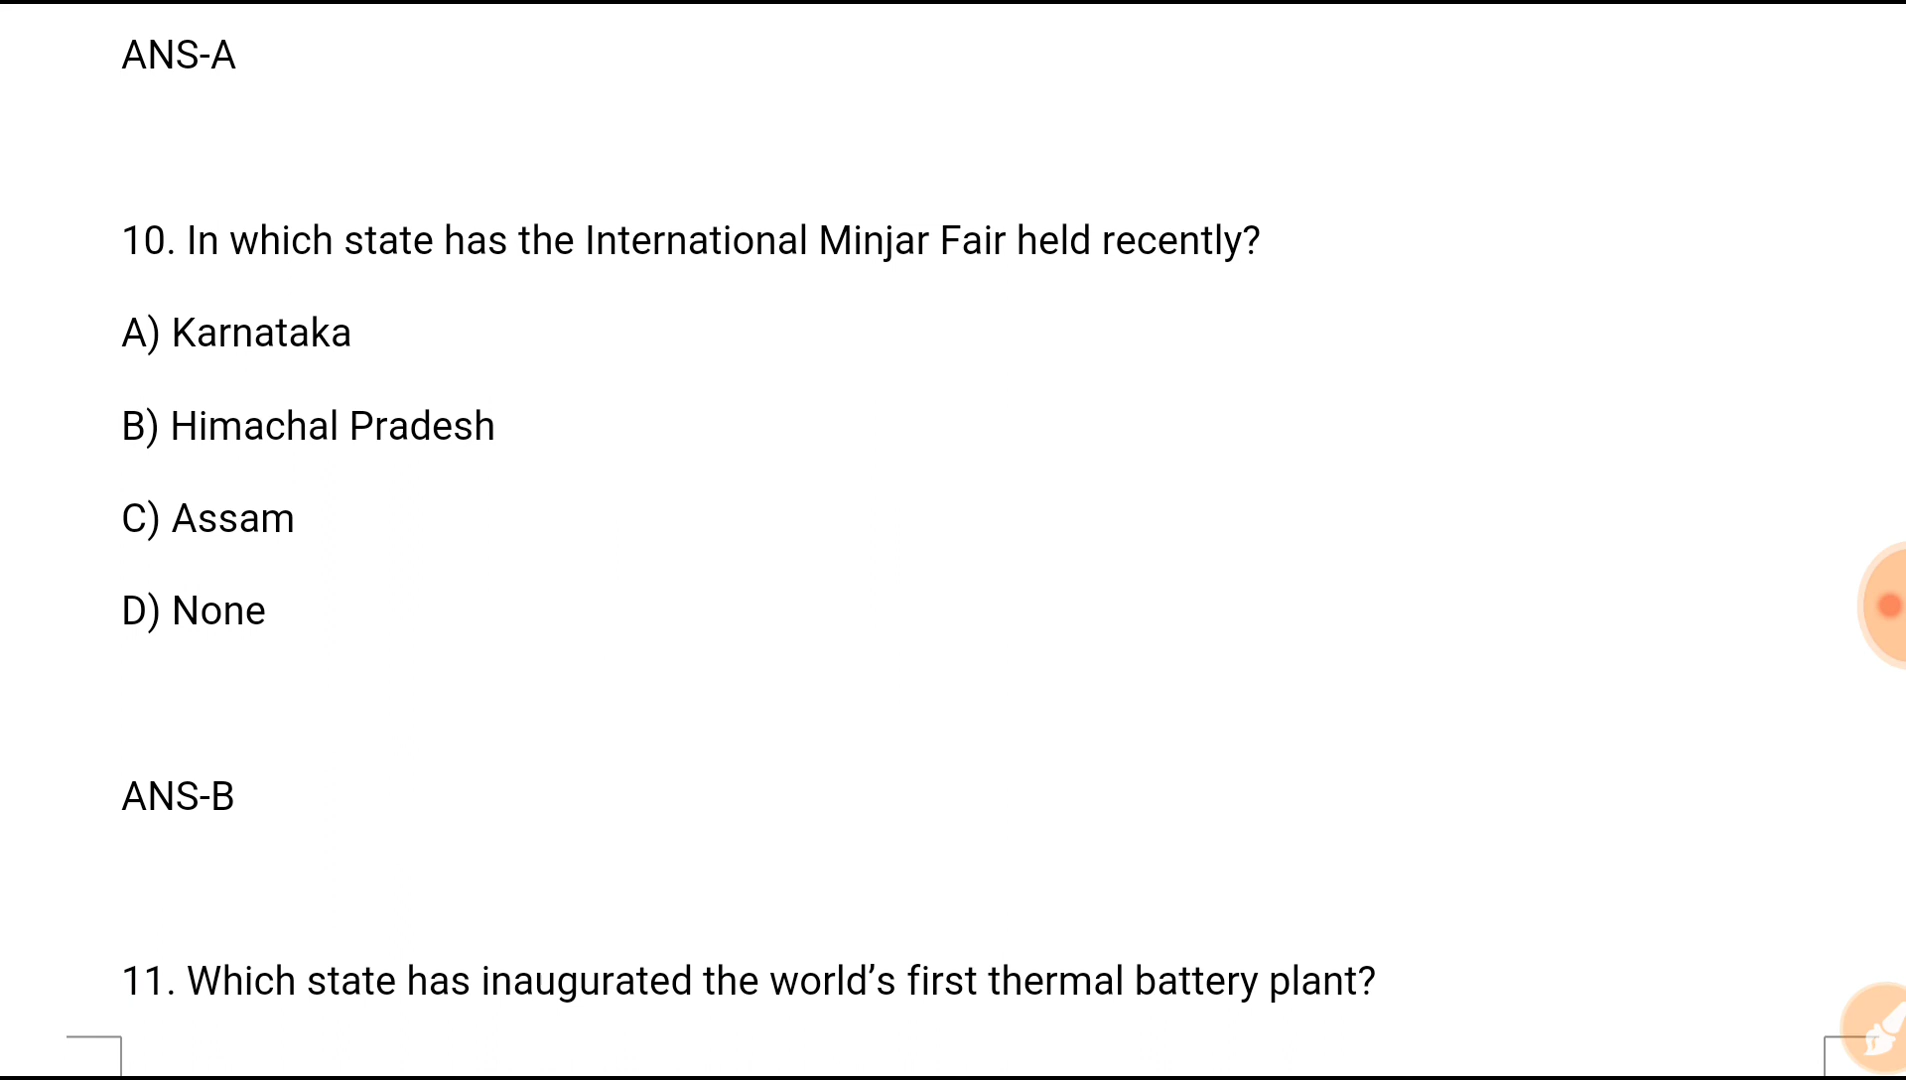 ANS-A
10. In which state has the International Minjar Fair held recently?
A) Karnataka
B) Himachal Pradesh
C) Assam
D) None
ANS-B
11. Which state has inaugurated the world’s first thermal battery plant?